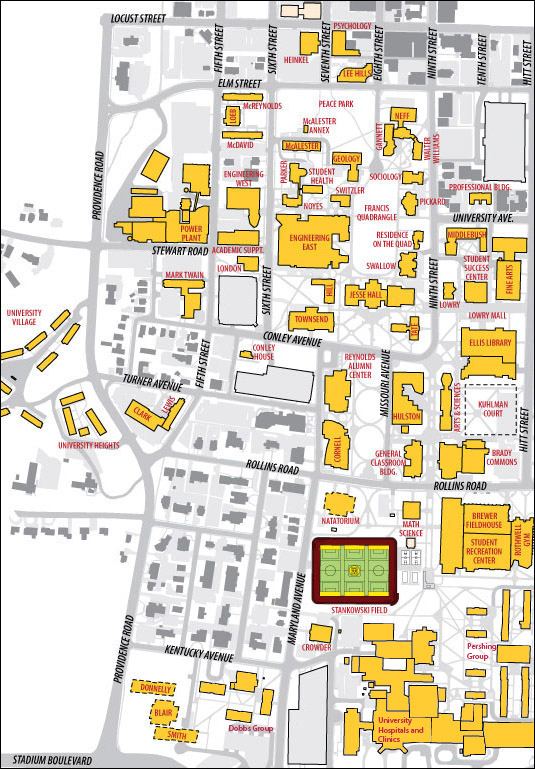 LOCUST STREET
FIFTH STREET
SIXTH STREET
SEVENTH STREET
EIGHTH STREET
NINTH STREET
TENTH STREET
HITT STREET
PSYCHOLOGY
HEINKEL
LEE HILLS
ELM STREET
McREYNOLDS
LOEB
McDAVID
PEACE PARK
McALESTER
ANNEX
McALESTER
NEFF
GANNETT
WALTER
WILLIAMS
GEOLOGY
PARKER
STUDENT
HEALTH
SWITZLER
NOYES
SOCIOLOGY
ENGINEERING
WEST
PROFESSIONAL BLDG.
PICKARD
FRANCIS
QUADRANGLE
UNIVERSITY AVE.
PROVIDENCE ROAD
POWER
PLANT
STEWART ROAD
ACADEMIC SUPPT.
LONDON
ENGINEERING
EAST
RESIDENCE
ON THE QUAD
SWALLOW
MIDDLEBUSH
STUDENT
SUCCESS
CENTER
FINE ARTS
MARK TWAIN
SIXTH STREET
HILL
JESSE HALL
NINTH STREET
LOWRY
LOWRY MALL
UNIVERSITY
VILLAGE
TOWNSEND
TATE
CONLEY AVENUE
ELLIS LIBRARY
FIFTH STREET
CONLEY
HOUSE
REYNOLDS
ALUMNI
CENTER
MISSOURI AVENUE
TURNER AVENUE
CLARK
LEWIS
HULSTON
ARTS & SCIENCES
KUHLMAN
COURT
HITT STREET
UNIVERSITY HEIGHTS
CORNELL
GENERAL
CLASSROOM
BLDG.
BRADY
COMMONS
ROLLINS ROAD
ROLLINS ROAD
NATATORIUM
MATH
SCIENCE
BREWER
FIELDHOUSE
STUDENT
RECREATION
CENTER
ROTHWELL
GYM
STANKOWSKI FIELD
MARYLAND AVENUE
PROVIDENCE ROAD
KENTUCKY AVENUE
CROWDER
Pershing
Group
DONNELLY
BLAIR
SMITH
Dobbs Group
University
Hospitals and
Clinics
STADIUM BOULEVARD